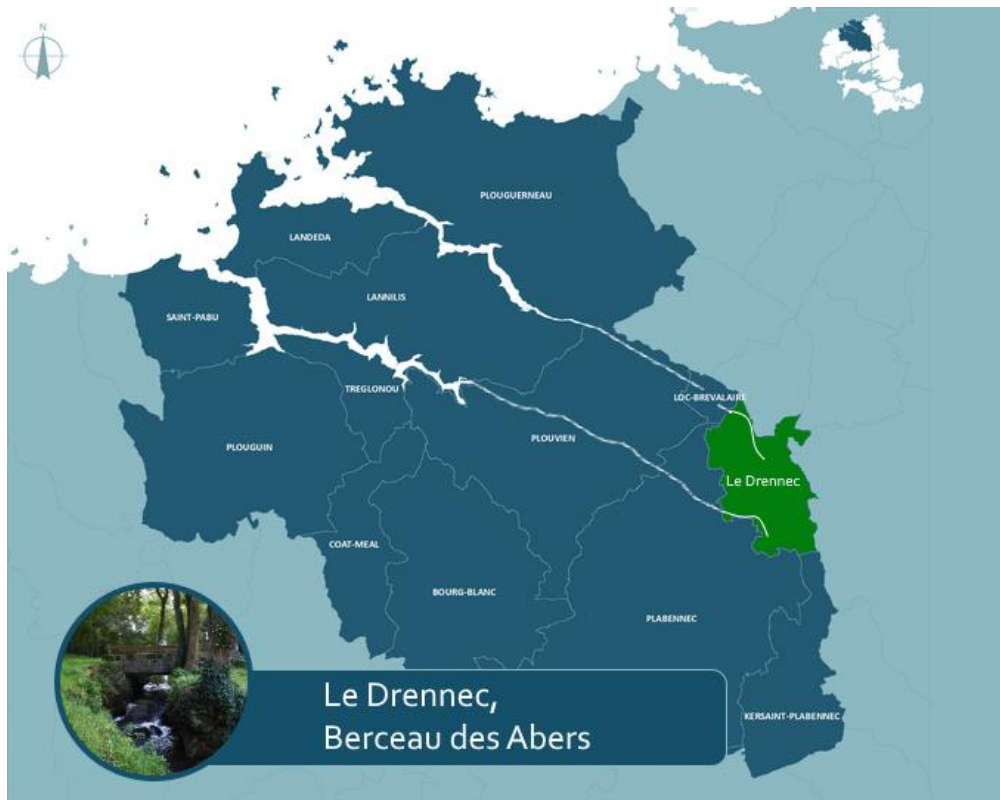 N
PLOUGUERNEAU
LANDEDA
LANNILIS
SAINT-PABU
TREGLONOU
LOC-BREVALAIRE
PLOUVIEN
PLOUGUIN
Le Drennec
COAT-MEAL
BOURG-BLANC
PLABENNEC
KERSAINT-PLABENNEC
Le Drennec,
Berceau des Abers